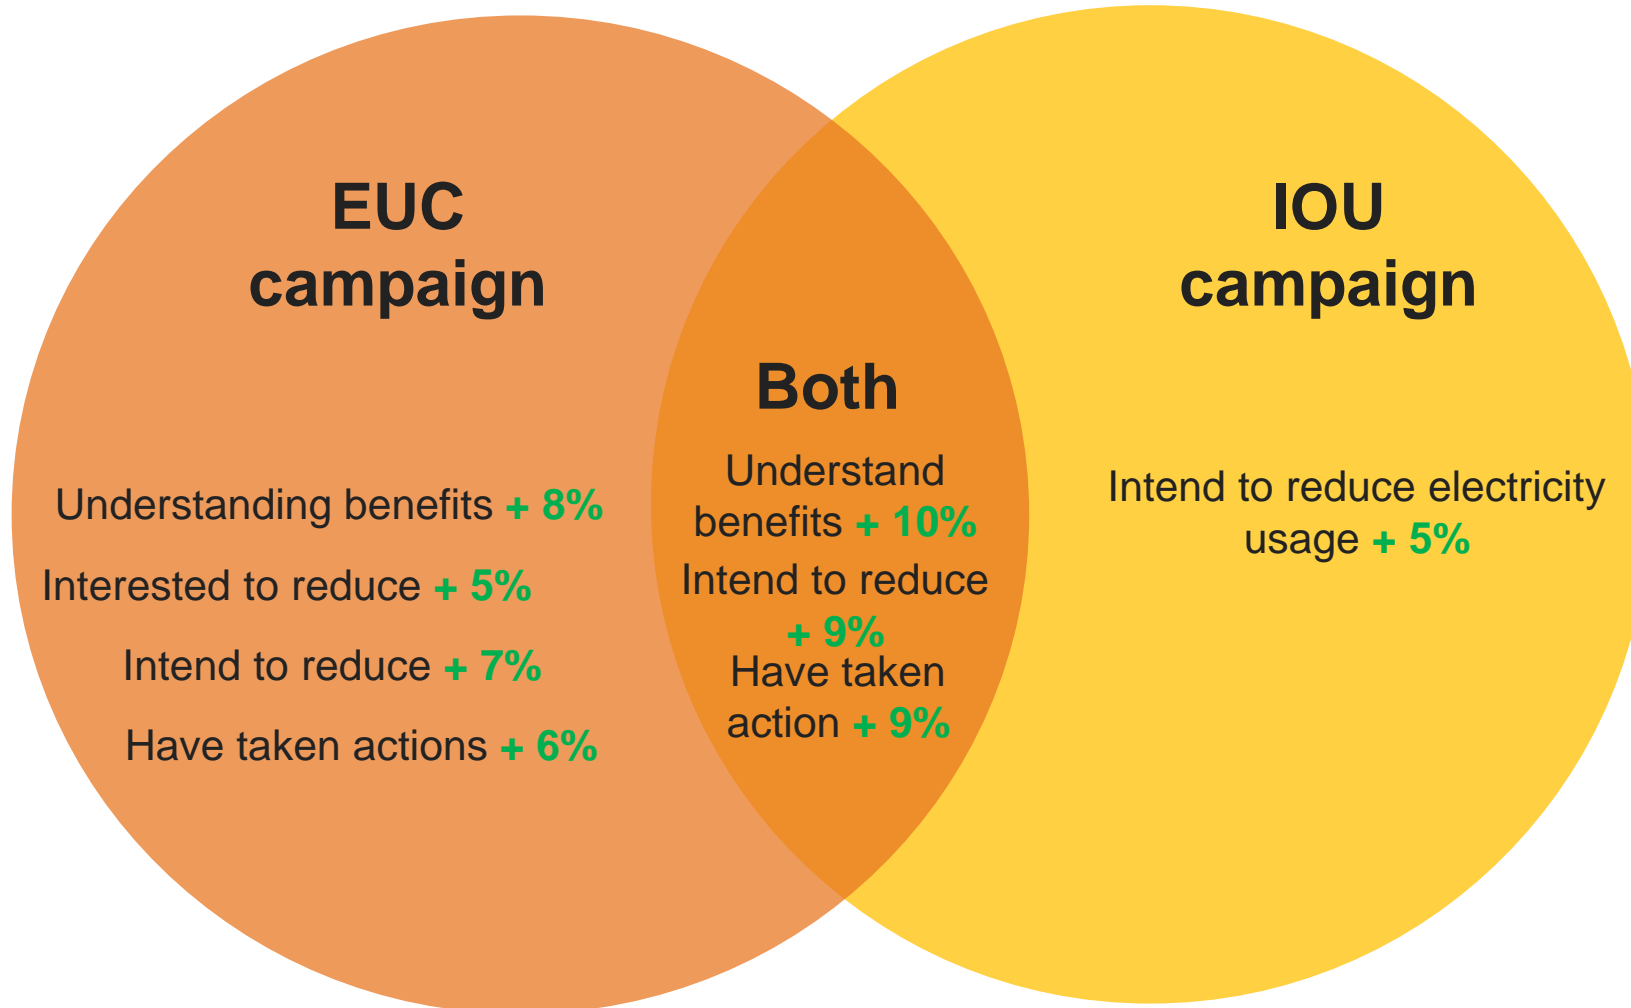 EUC
campaign
Understanding benefits + 8%
Interested to reduce + 5%
Intend to reduce + 7%
Have taken actions + 6%
Both
Understand
benefits + 10%
Intend to reduce
+ 9%
Have taken
action + 9%
IOU
campaign
Intend to reduce electricity
usage + 5%